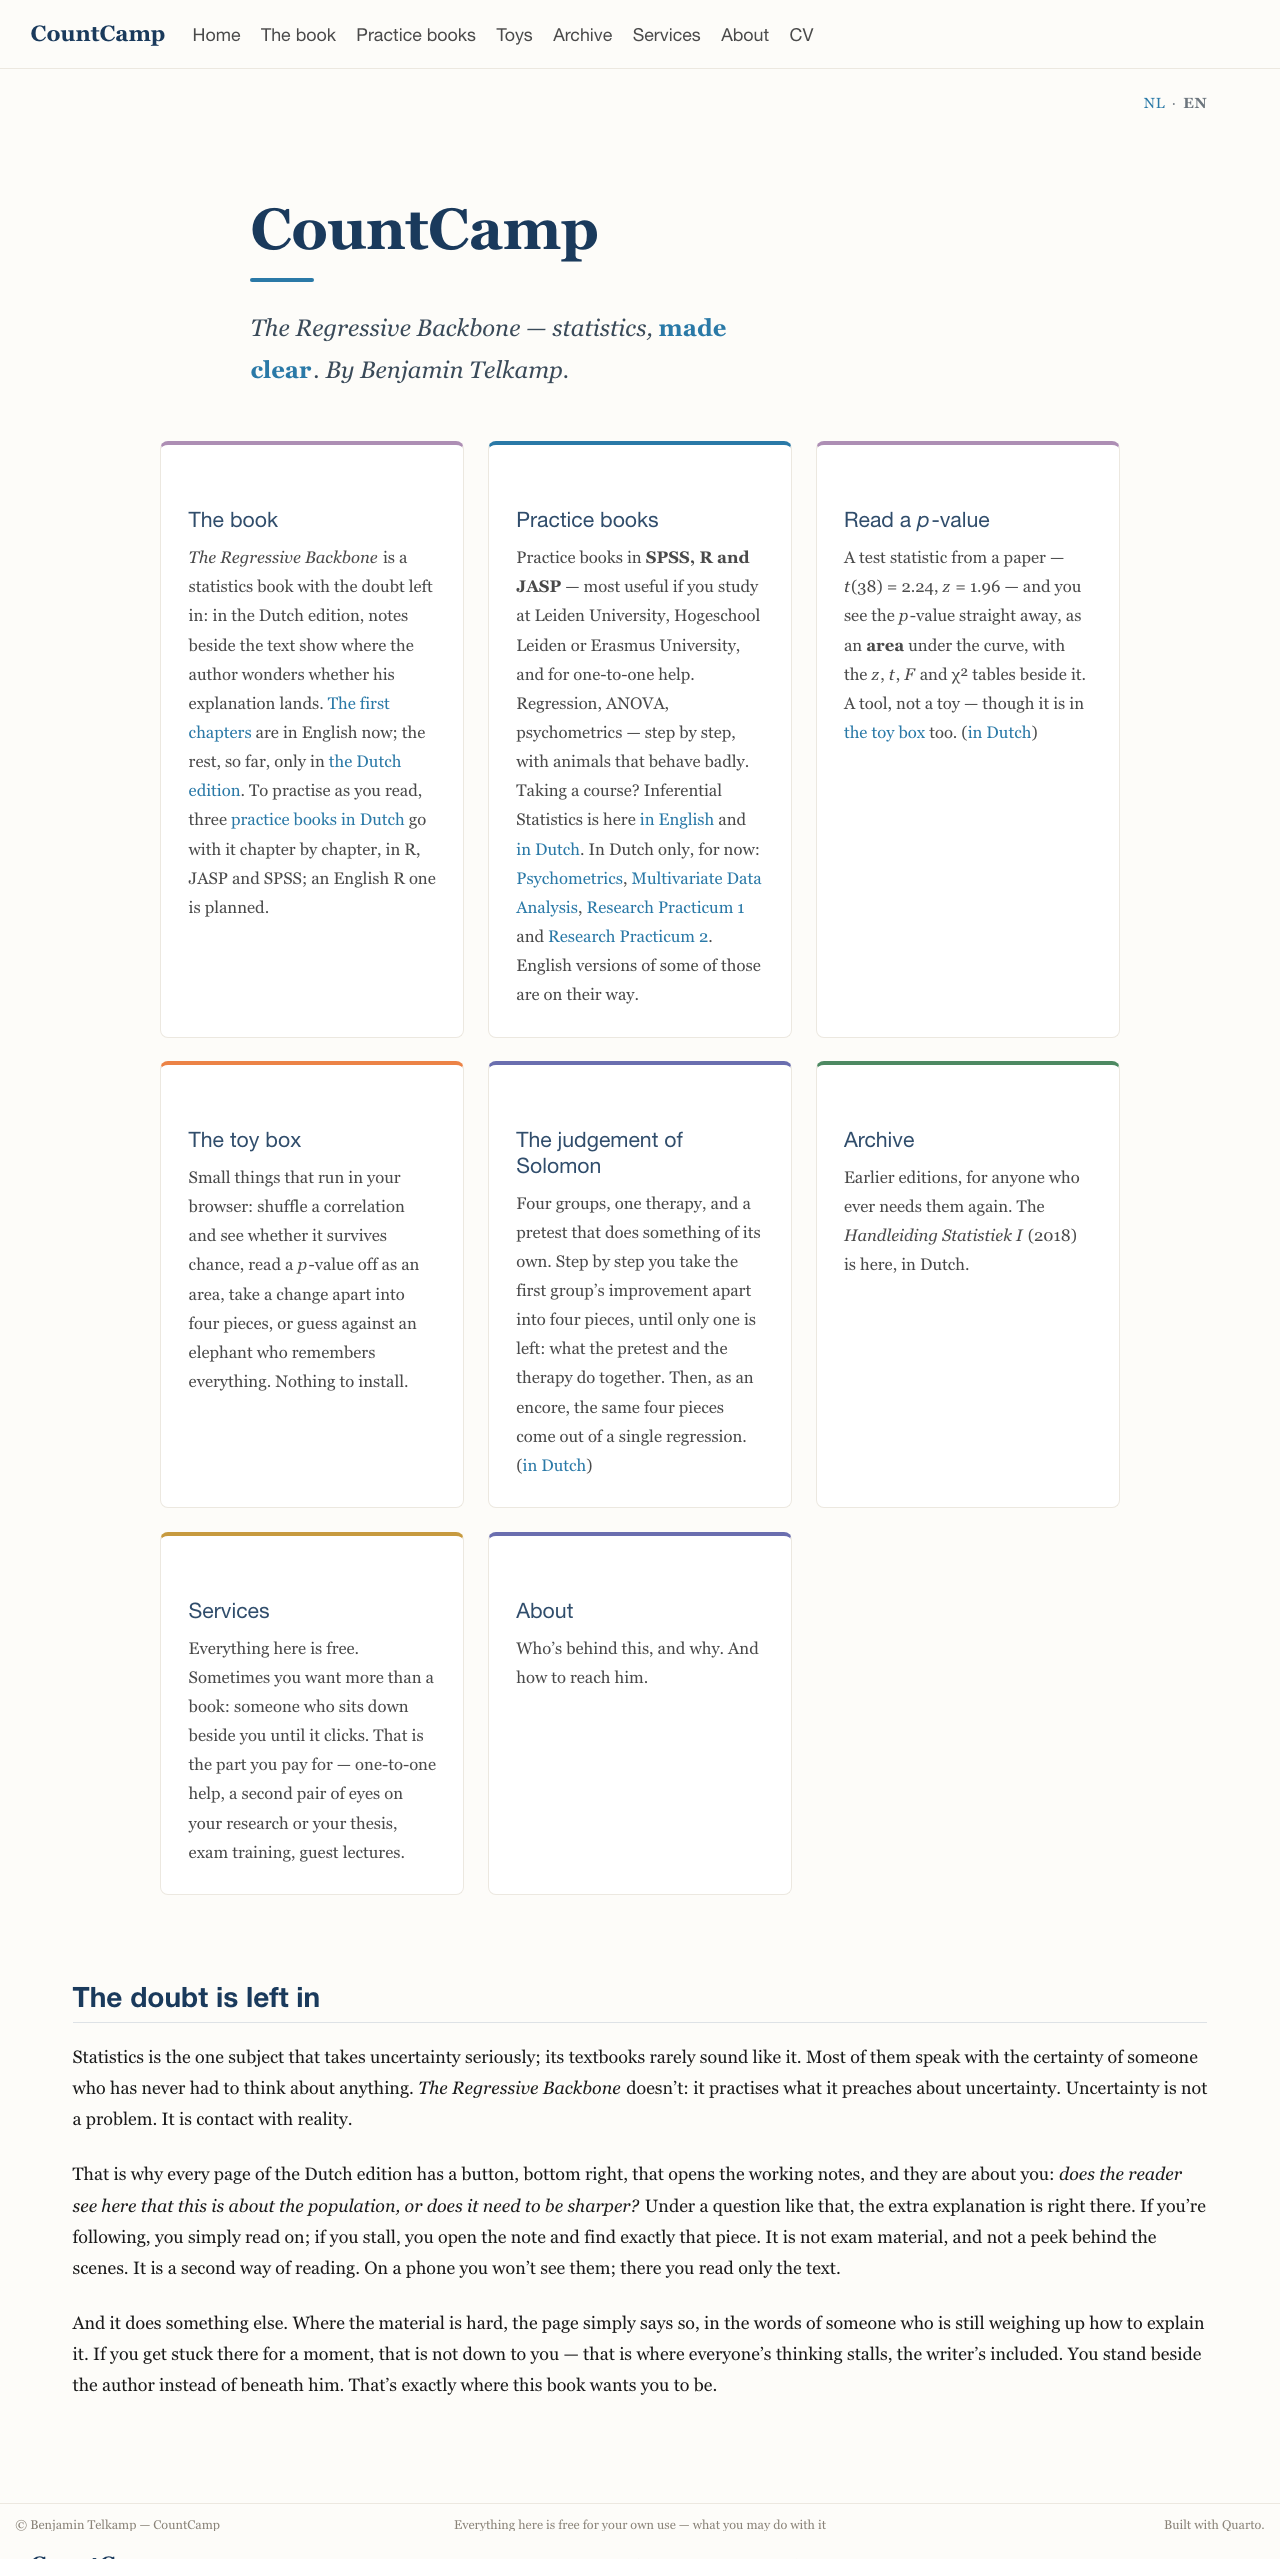 CountCamp Home The book Practice books Toys Archive Services About CV
NL · EN
CountCamp
The Regressive Backbone — statistics, made
clear. By Benjamin Telkamp.
The book
The Regressive Backbone is a
statistics book with the doubt left
in: in the Dutch edition, notes
beside the text show where the
author wonders whether his
explanation lands. The first
chapters are in English now; the
rest, so far, only in the Dutch
edition. To practise as you read,
three practice books in Dutch go
with it chapter by chapter, in R,
JASP and SPSS; an English R one
is planned.
Practice books
Practice books in SPSS, R and
JASP — most useful if you study
at Leiden University, Hogeschool
Leiden or Erasmus University,
and for one-to-one help.
Regression, ANOVA,
psychometrics — step by step,
with animals that behave badly.
Taking a course? Inferential
Statistics is here in English and
in Dutch. In Dutch only, for now:
Psychometrics, Multivariate Data
Analysis, Research Practicum 1
and Research Practicum 2.
English versions of some of those
are on their way.
Read a p-value
A test statistic from a paper —
t(38) = 2.24, z = 1.96 — and you
see the p-value straight away, as
an area under the curve, with
the z, t, F and χ² tables beside it.
A tool, not a toy — though it is in
the toy box too. (in Dutch)
The toy box
Small things that run in your
browser: shuffle a correlation
and see whether it survives
chance, read a p-value off as an
area, take a change apart into
four pieces, or guess against an
elephant who remembers
everything. Nothing to install.
The judgement of
Solomon
Four groups, one therapy, and a
pretest that does something of its
own. Step by step you take the
first group’s improvement apart
into four pieces, until only one is
left: what the pretest and the
therapy do together. Then, as an
encore, the same four pieces
come out of a single regression.
(in Dutch)
Archive
Earlier editions, for anyone who
ever needs them again. The
Handleiding Statistiek I (2018)
is here, in Dutch.
Services
Everything here is free.
Sometimes you want more than a
book: someone who sits down
beside you until it clicks. That is
the part you pay for — one-to-one
help, a second pair of eyes on
your research or your thesis,
exam training, guest lectures.
About
Who’s behind this, and why. And
how to reach him.
The doubt is left in
Statistics is the one subject that takes uncertainty seriously; its textbooks rarely sound like it. Most of them speak with the certainty of someone
who has never had to think about anything. The Regressive Backbone doesn’t: it practises what it preaches about uncertainty. Uncertainty is not
a problem. It is contact with reality.
That is why every page of the Dutch edition has a button, bottom right, that opens the working notes, and they are about you: does the reader
see here that this is about the population, or does it need to be sharper? Under a question like that, the extra explanation is right there. If you’re
following, you simply read on; if you stall, you open the note and find exactly that piece. It is not exam material, and not a peek behind the
scenes. It is a second way of reading. On a phone you won’t see them; there you read only the text.
And it does something else. Where the material is hard, the page simply says so, in the words of someone who is still weighing up how to explain
it. If you get stuck there for a moment, that is not down to you — that is where everyone’s thinking stalls, the writer’s included. You stand beside
the author instead of beneath him. That’s exactly where this book wants you to be.
© Benjamin Telkamp — CountCamp Everything here is free for your own use — what you may do with it Built with Quarto.